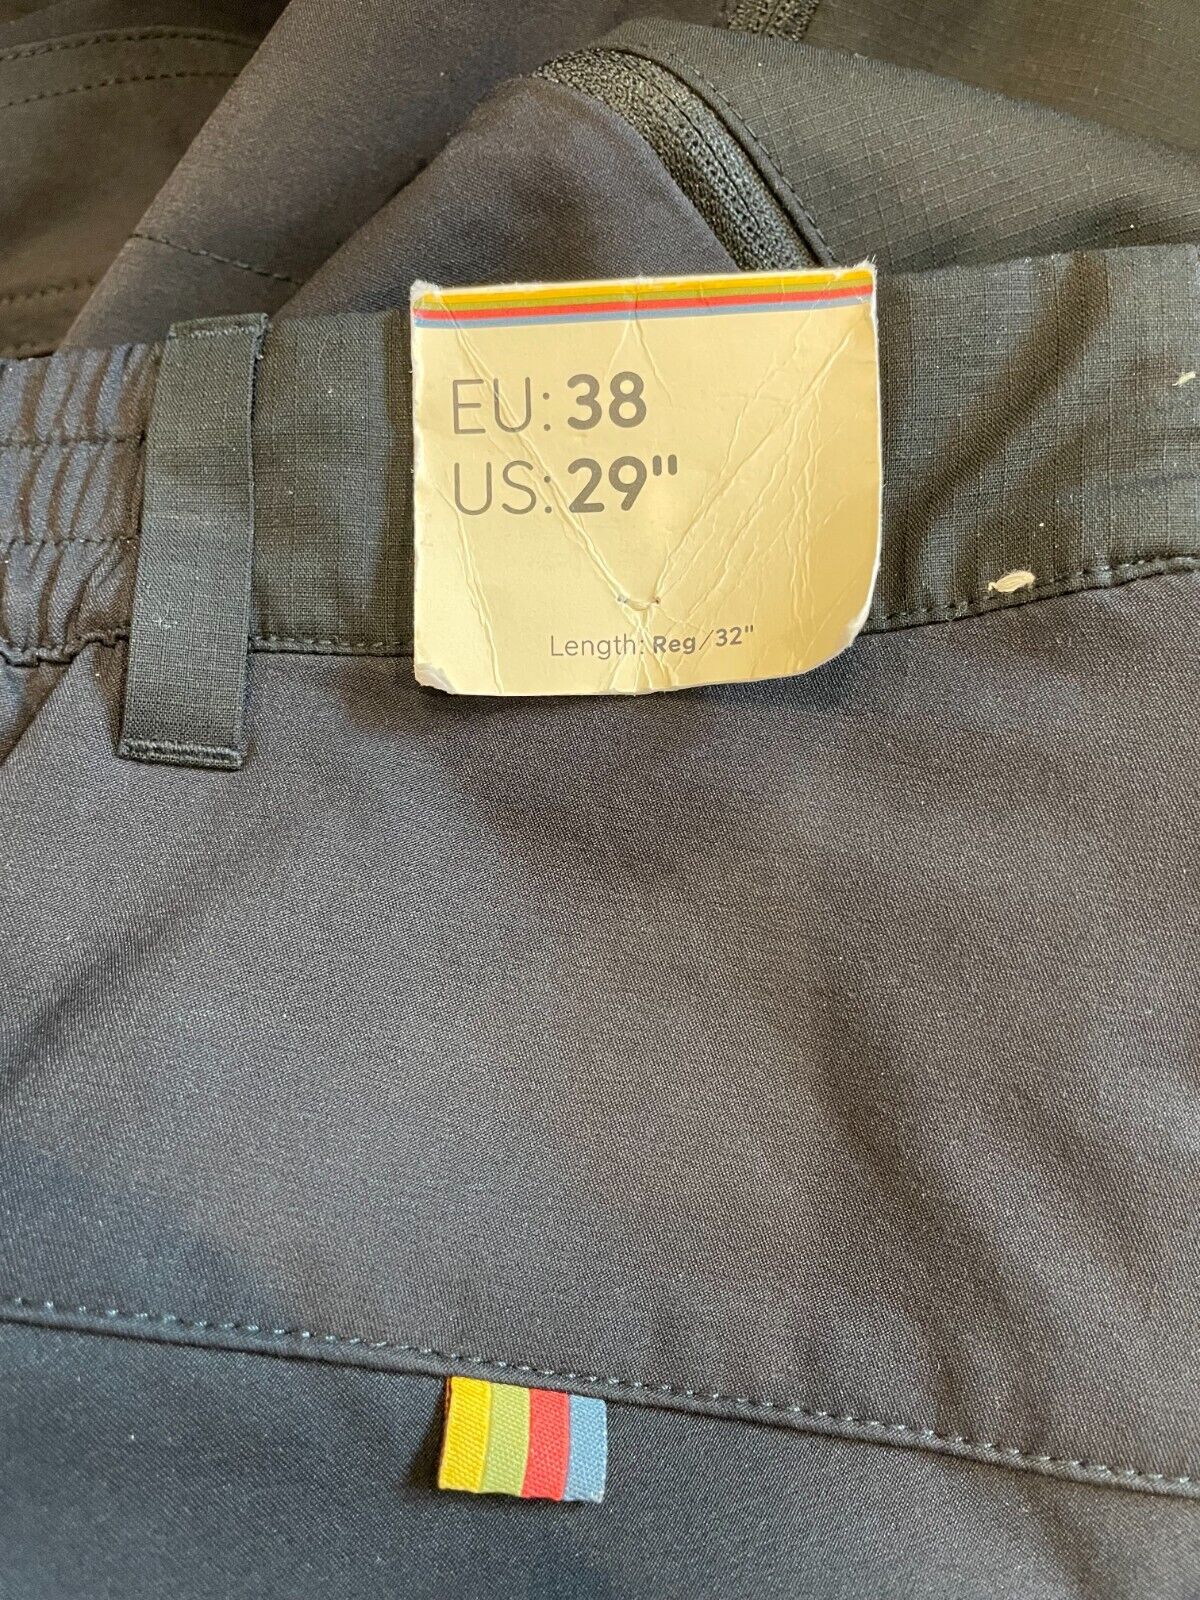 EU: 38
US: 29"
Length: Reg/32"